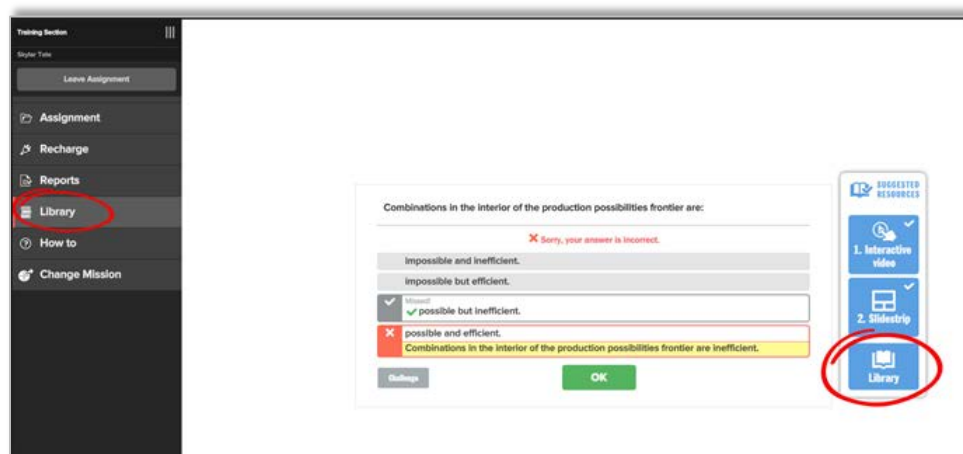 Training Section
Skylar Tate
Leave Assignment
Assignment
Recharge
Reports
Library
How to
Change Mission
Combinations in the interior of the production possibilities frontier are:
Sorry, your answer is incorrect.
impossible and inefficient.
impossible but efficient.
Missed!
possible but inefficient.
possible and efficient.
Combinations in the interior of the production possibilities frontier are inefficient.
Challenge
OK
SUGGESTED
RESOURCES
1. Interactive
video
2. Slidestrip
Library